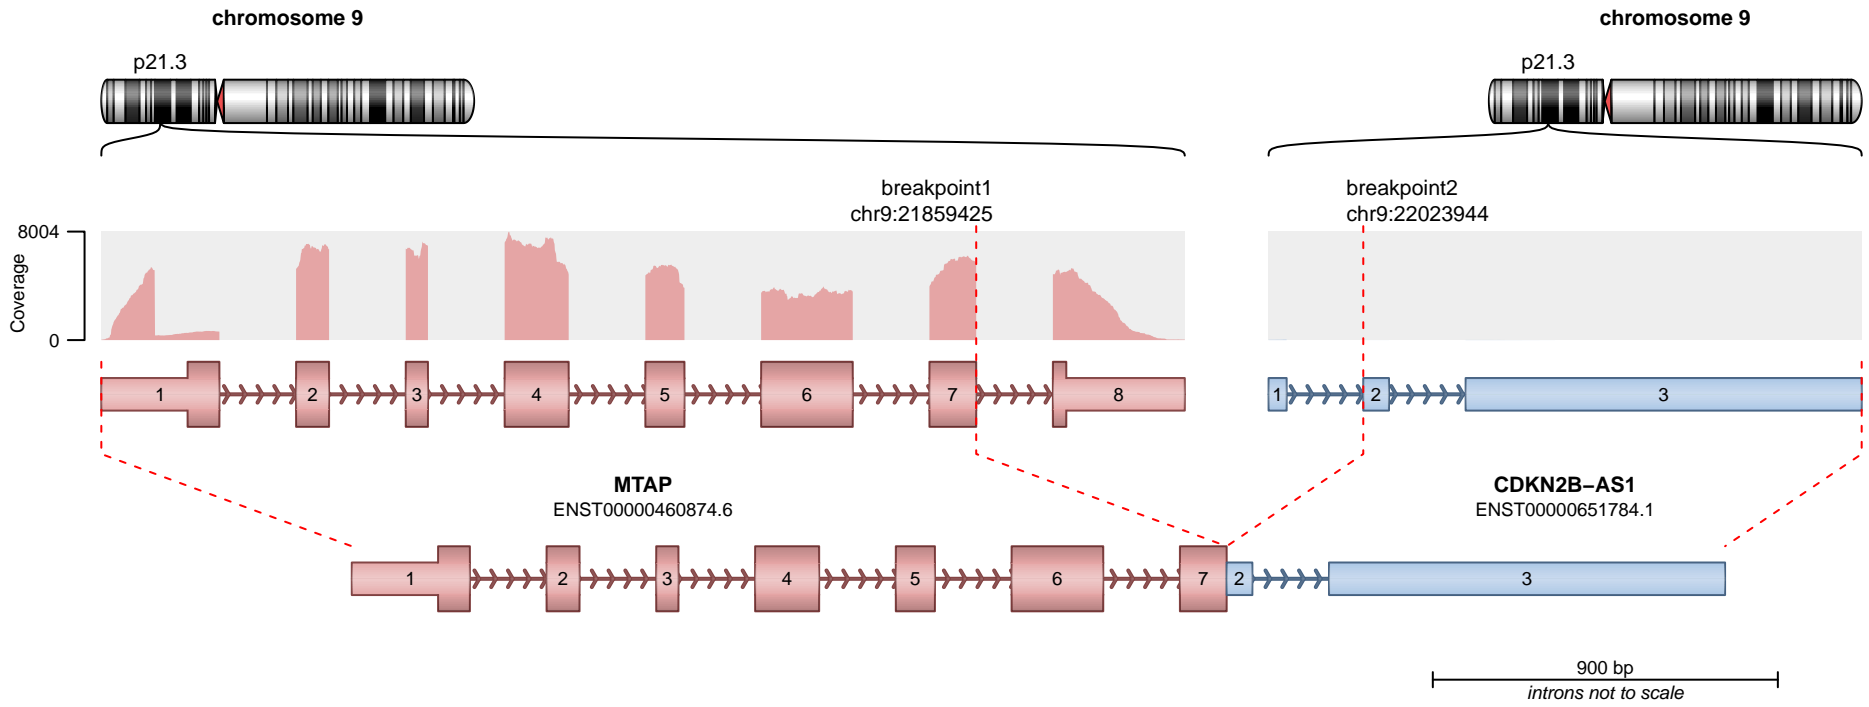 chromosome 9
chromosome 9
p21.3
p21.3
breakpoint1
chr9:21859425
breakpoint2
chr9:22023944
8004
Coverage
0
1 2 3 4 5 6 7 8
1 2 3
MTAP
ENST00000460874.6
CDKN2B−AS1
ENST00000651784.1
1 2 3 4 5 6 7 2 3
900 bp
introns not to scale